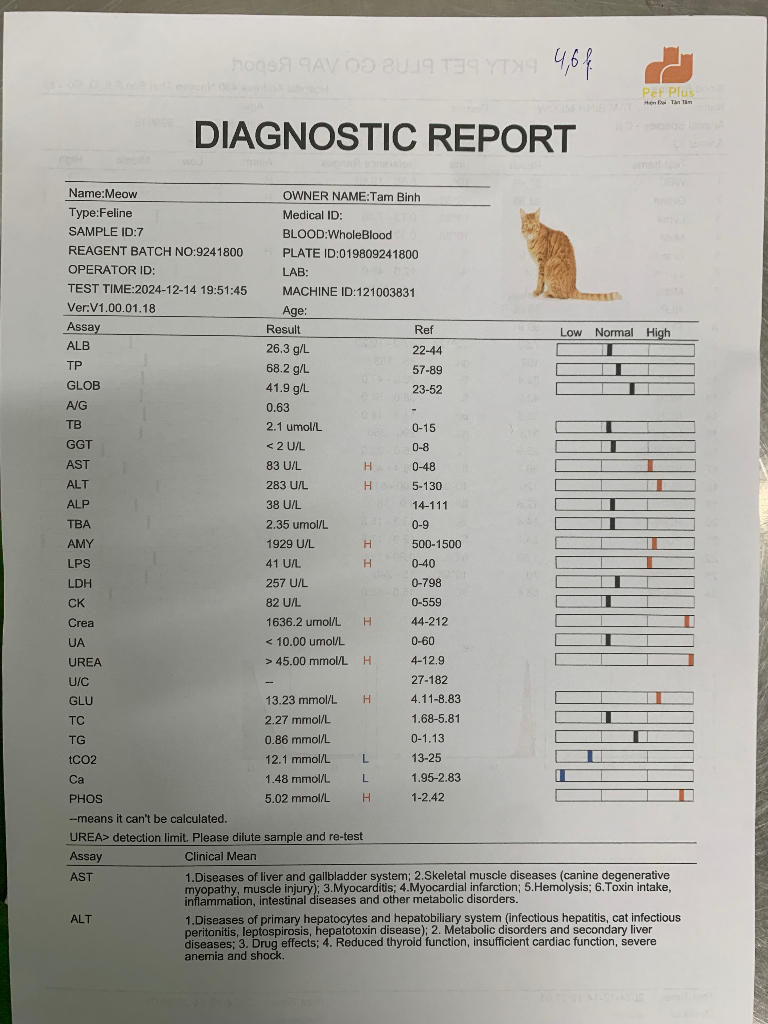 4,6
Pet Plus
Hiện Đại - Tận Tâm
DIAGNOSTIC REPORT
Name:Meow OWNER NAME:Tam Binh
Type:Feline Medical ID:
SAMPLE ID:7 BLOOD:WholeBlood
REAGENT BATCH NO:9241800 PLATE ID:019809241800
OPERATOR ID: LAB:
TEST TIME:2024-12-14 19:51:45 MACHINE ID:121003831
Ver:V1.00.01.18 Age:
Assay Result Ref Low Normal High
ALB 26.3 g/L 22-44
TP 68.2 g/L 57-89
GLOB 41.9 g/L 23-52
A/G 0.63 -
TB 2.1 umol/L 0-15
GGT < 2 U/L 0-8
AST 83 U/L H 0-48
ALT 283 U/L H 5-130
ALP 38 U/L 14-111
TBA 2.35 umol/L 0-9
AMY 1929 U/L H 500-1500
LPS 41 U/L H 0-40
LDH 257 U/L 0-798
CK 82 U/L 0-559
Crea 1636.2 umol/L H 44-212
UA < 10.00 umol/L 0-60
UREA > 45.00 mmol/L H 4-12.9
U/C -- 27-182
GLU 13.23 mmol/L H 4.11-8.83
TC 2.27 mmol/L 1.68-5.81
TG 0.86 mmol/L 0-1.13
tCO2 12.1 mmol/L L 13-25
Ca 1.48 mmol/L L 1.95-2.83
PHOS 5.02 mmol/L H 1-2.42
--means it can't be calculated.
UREA> detection limit. Please dilute sample and re-test
Assay Clinical Mean
AST 1.Diseases of liver and gallbladder system; 2.Skeletal muscle diseases (canine degenerative
myopathy, muscle injury); 3.Myocarditis; 4.Myocardial infarction; 5.Hemolysis; 6.Toxin intake,
inflammation, intestinal diseases and other metabolic disorders.
ALT 1.Diseases of primary hepatocytes and hepatobiliary system (infectious hepatitis, cat infectious
peritonitis, leptospirosis, hepatotoxin disease); 2. Metabolic disorders and secondary liver
diseases; 3. Drug effects; 4. Reduced thyroid function, insufficient cardiac function, severe
anemia and shock.